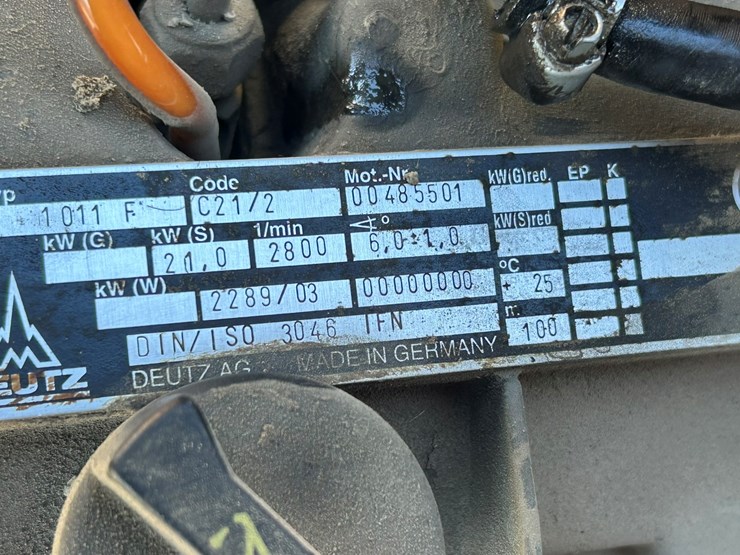 yp Code Mot.-Nr. kW(G)red. EP K
1011 F C21/2 00485501
kW (G) kW (S) 1/min ∢° kW(S)red
21,0 2800 6,0±1,0
kW (W) 2289/03 00000000 °C
+ 25
DIN/ISO 3046 IFN m
100
DEUTZ AG MADE IN GERMANY
DEUTZ